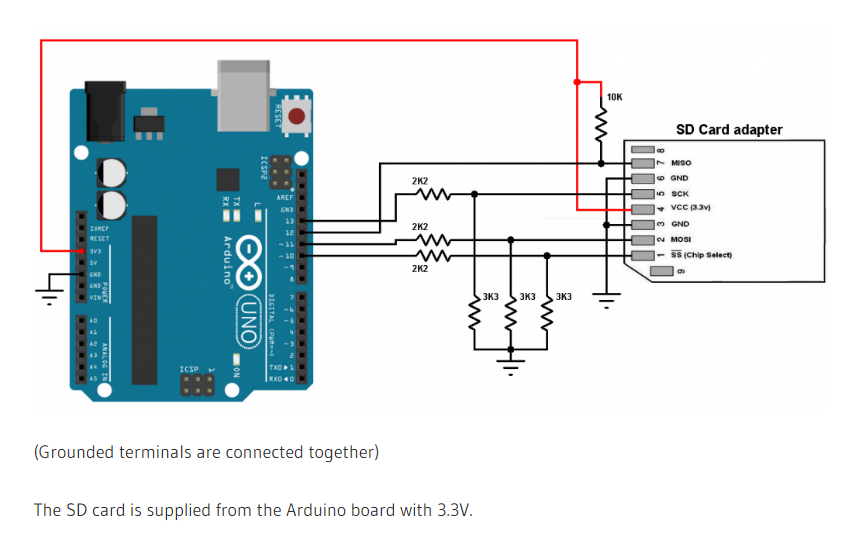 10K
SD Card adapter
8
7 MISO
6 GND
5 SCK
4 VCC (3.3v)
3 GND
2 MOSI
1 SS (Chip Select)
9
2K2
2K2
2K2
3K3 3K3 3K3
RESET
ICSP2
AREF
GND
13
12
~11
~10
~9
8
7
~6
~5
4
~3
2
TXD▶1
RXD◀0
DIGITAL (PWM=~)
L
TX
RX
Arduino™
UNO
ON
ICSP
1
IOREF
RESET
3V3
5V
GND
GND
VIN
POWER
A0
A1
A2
A3
A4
A5
ANALOG IN
(Grounded terminals are connected together)
The SD card is supplied from the Arduino board with 3.3V.